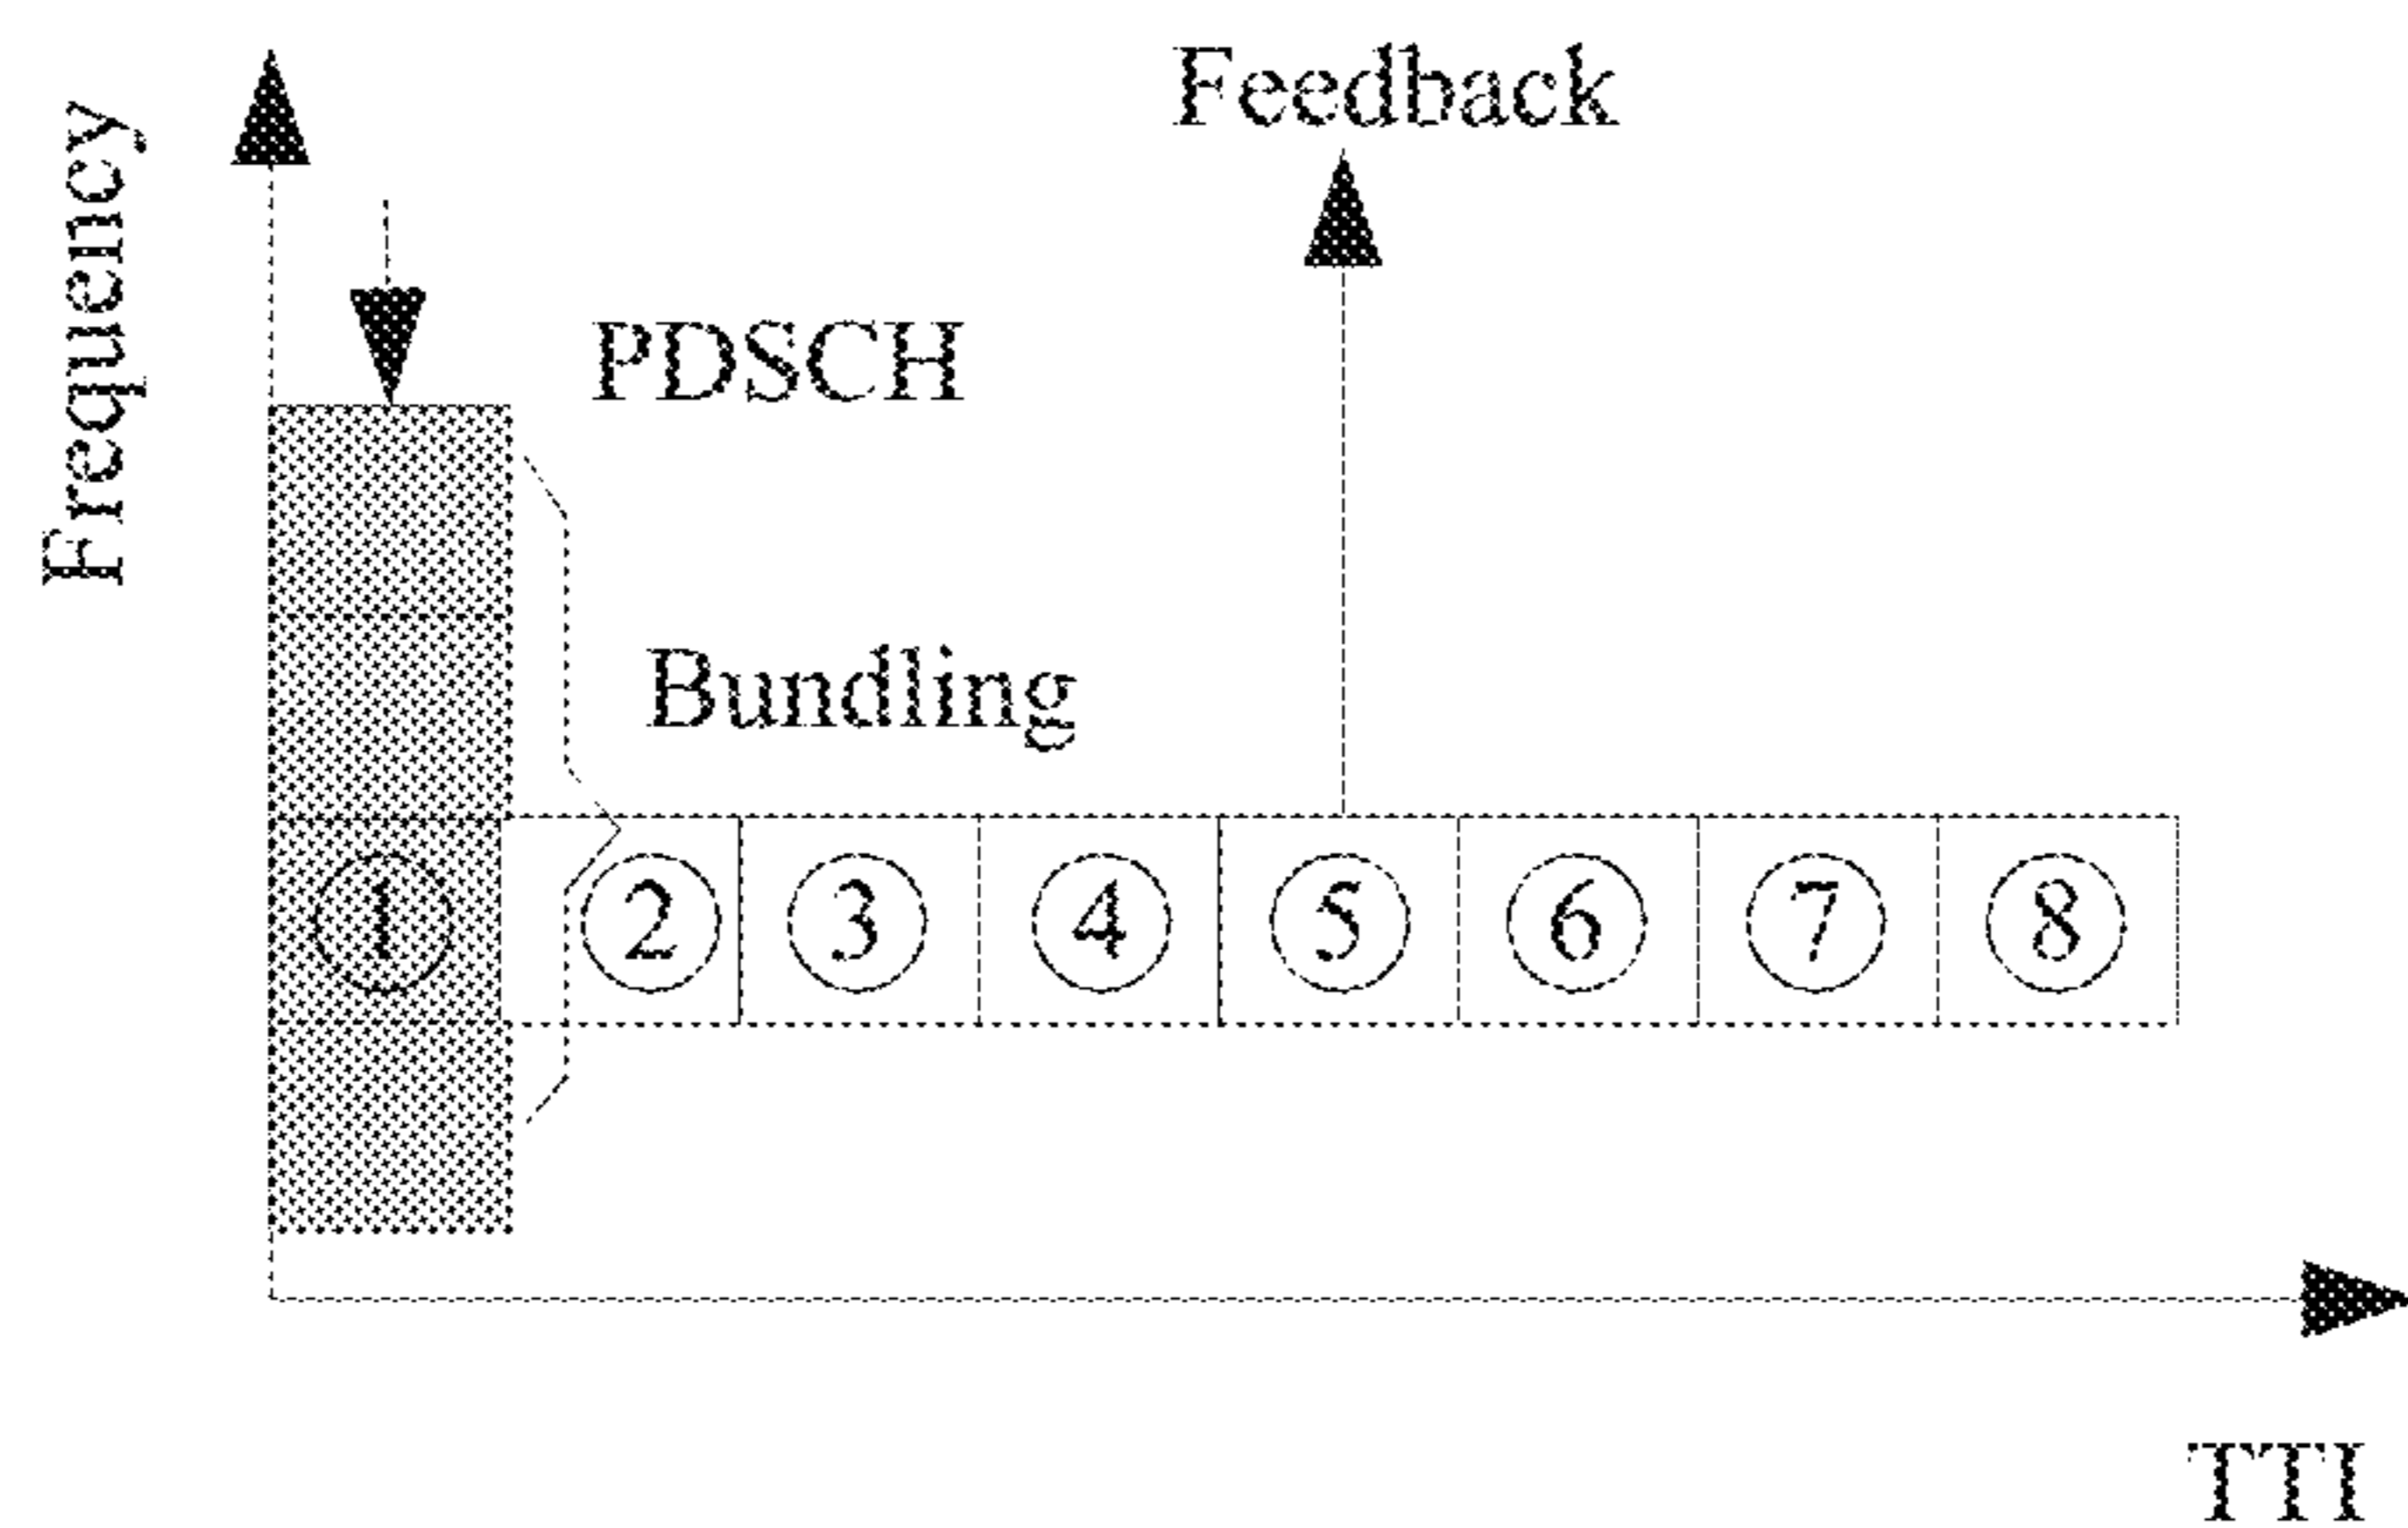 Frequency
Feedback
PDSCH
Bundling
① ② ③ ④ ⑤ ⑥ ⑦ ⑧
TTI